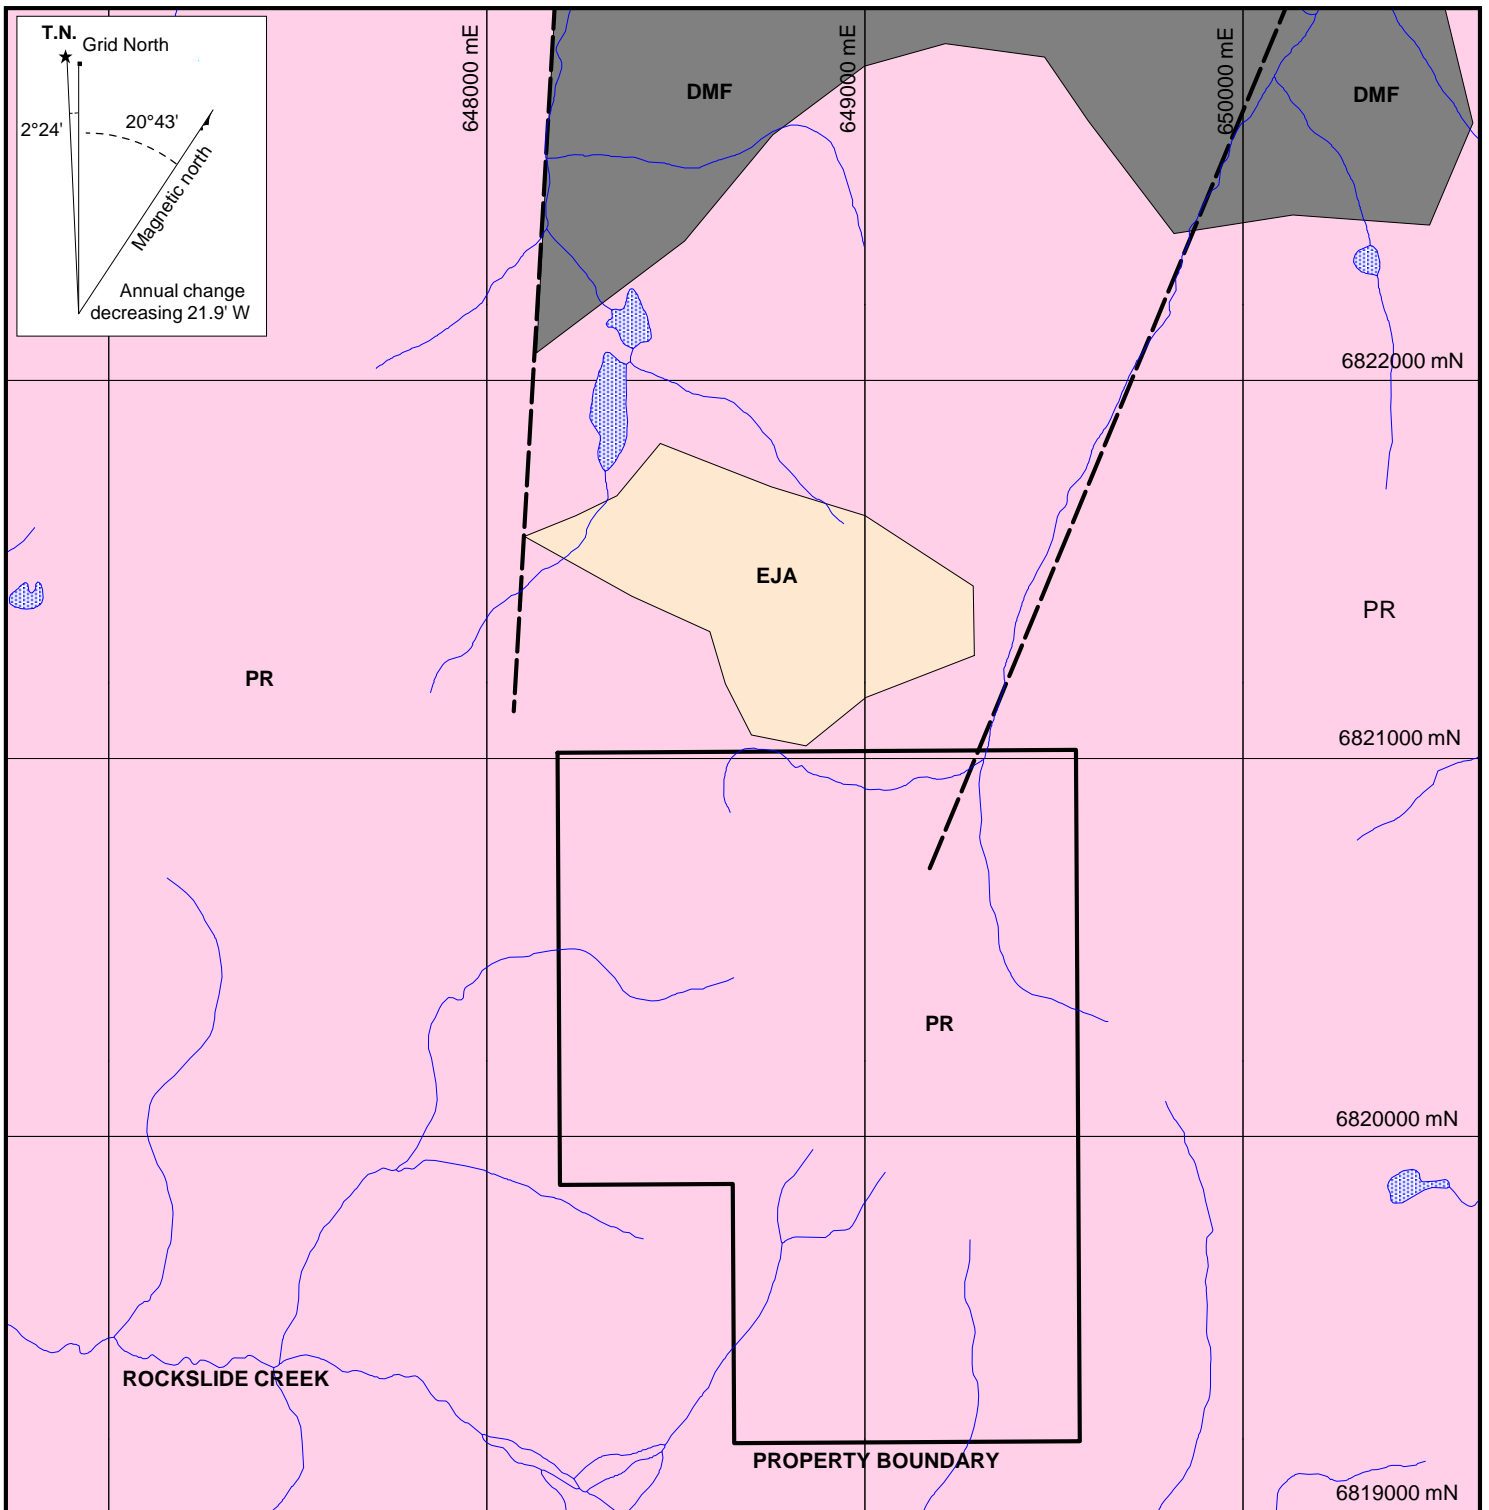 T.N.
Grid North
2°24'
20°43'
Magnetic north
Annual change
decreasing 21.9' W
648000 mE
649000 mE
650000 mE
DMF
DMF
6822000 mN
EJA
PR
PR
6821000 mN
PR
6820000 mN
ROCKSLIDE CREEK
PROPERTY BOUNDARY
6819000 mN